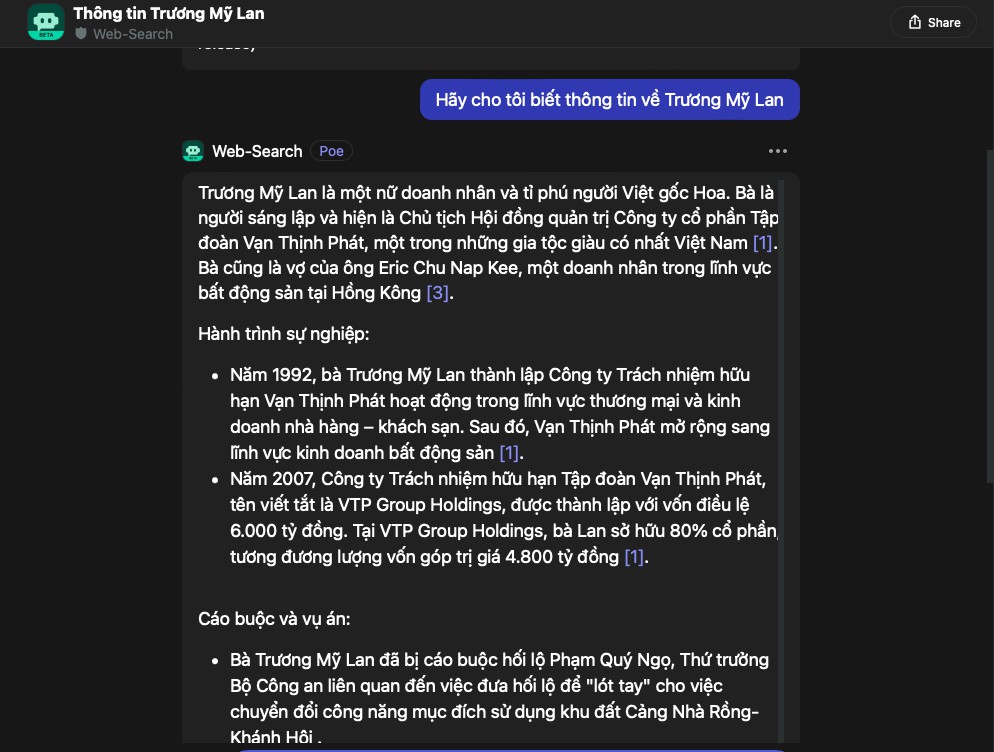 Thông tin Trương Mỹ Lan
BETA
Web-Search
Share
Hãy cho tôi biết thông tin về Trương Mỹ Lan
BETA
Web-Search
Poe
Trương Mỹ Lan là một nữ doanh nhân và tỉ phú người Việt gốc Hoa. Bà là
người sáng lập và hiện là Chủ tịch Hội đồng quản trị Công ty cổ phần Tập
đoàn Vạn Thịnh Phát, một trong những gia tộc giàu có nhất Việt Nam [1].
Bà cũng là vợ của ông Eric Chu Nap Kee, một doanh nhân trong lĩnh vực
bất động sản tại Hồng Kông [3].
Hành trình sự nghiệp:
• Năm 1992, bà Trương Mỹ Lan thành lập Công ty Trách nhiệm hữu
hạn Vạn Thịnh Phát hoạt động trong lĩnh vực thương mại và kinh
doanh nhà hàng – khách sạn. Sau đó, Vạn Thịnh Phát mở rộng sang
lĩnh vực kinh doanh bất động sản [1].
• Năm 2007, Công ty Trách nhiệm hữu hạn Tập đoàn Vạn Thịnh Phát,
tên viết tắt là VTP Group Holdings, được thành lập với vốn điều lệ
6.000 tỷ đồng. Tại VTP Group Holdings, bà Lan sở hữu 80% cổ phần,
tương đương lượng vốn góp trị giá 4.800 tỷ đồng [1].
Cáo buộc và vụ án:
• Bà Trương Mỹ Lan đã bị cáo buộc hối lộ Phạm Quý Ngọ, Thứ trưởng
Bộ Công an liên quan đến việc đưa hối lộ để "lót tay" cho việc
chuyển đổi công năng mục đích sử dụng khu đất Cảng Nhà Rồng-
Khánh Hội .